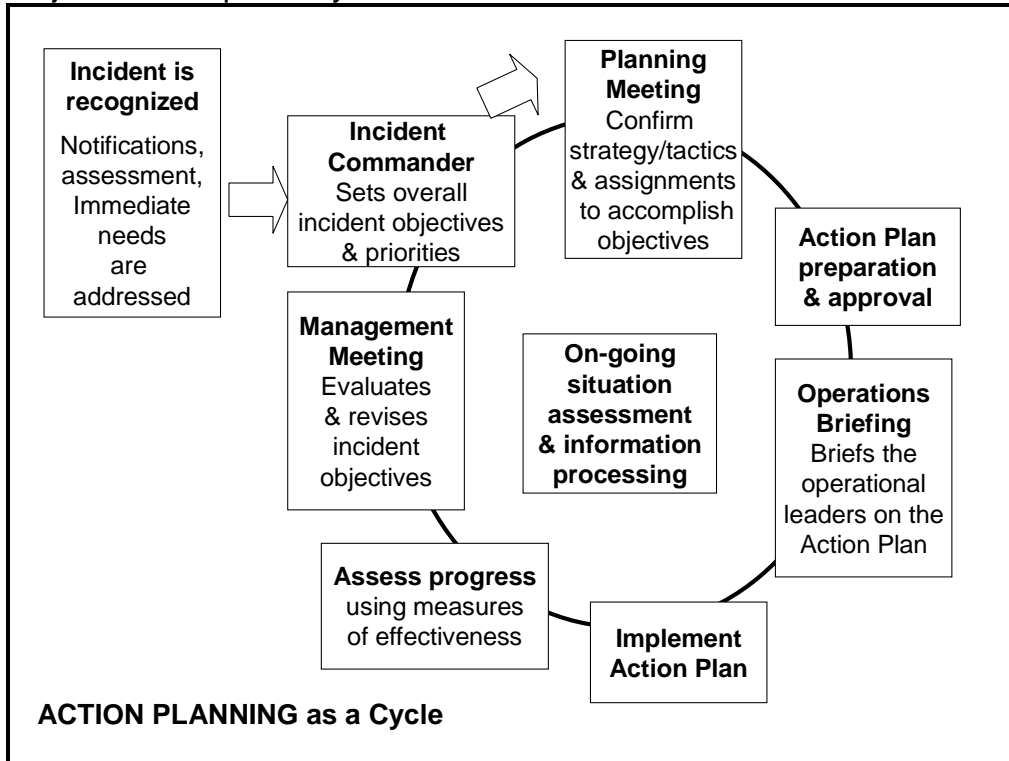 Incident is
recognized
Notifications,
assessment,
Immediate
needs
are
addressed
Incident
Commander
Sets overall
incident objectives
& priorities
Planning
Meeting
Confirm
strategy/tactics
& assignments
to accomplish
objectives
Action Plan
preparation
& approval
Operations
Briefing
Briefs the
operational
leaders on the
Action Plan
Implement
Action Plan
Assess progress
using measures
of effectiveness
Management
Meeting
Evaluates
& revises
incident
objectives
On-going
situation
assessment
& information
processing
ACTION PLANNING as a Cycle